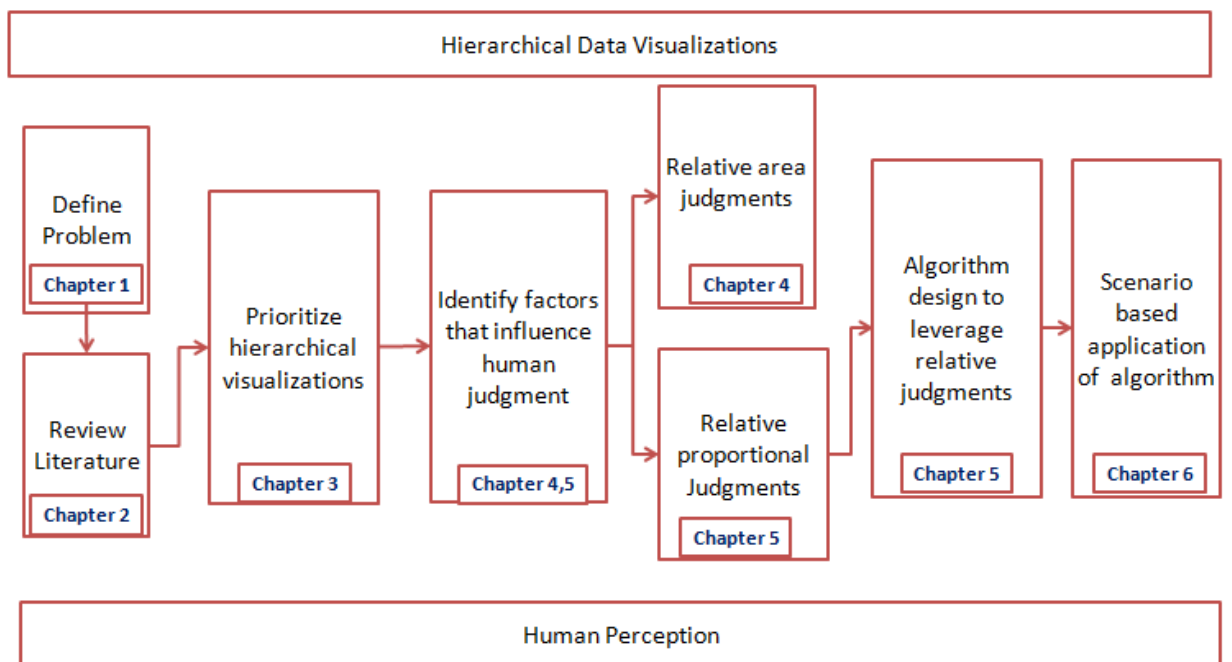 Hierarchical Data Visualizations
Define
Problem
Chapter 1
Review
Literature
Chapter 2
Prioritize
hierarchical
visualizations
Chapter 3
Identify factors
that influence
human
judgment
Chapter 4,5
Relative area
judgments
Chapter 4
Relative
proportional
Judgments
Chapter 5
Algorithm
design to
leverage
relative
judgments
Chapter 5
Scenario
based
application
of algorithm
Chapter 6
Human Perception